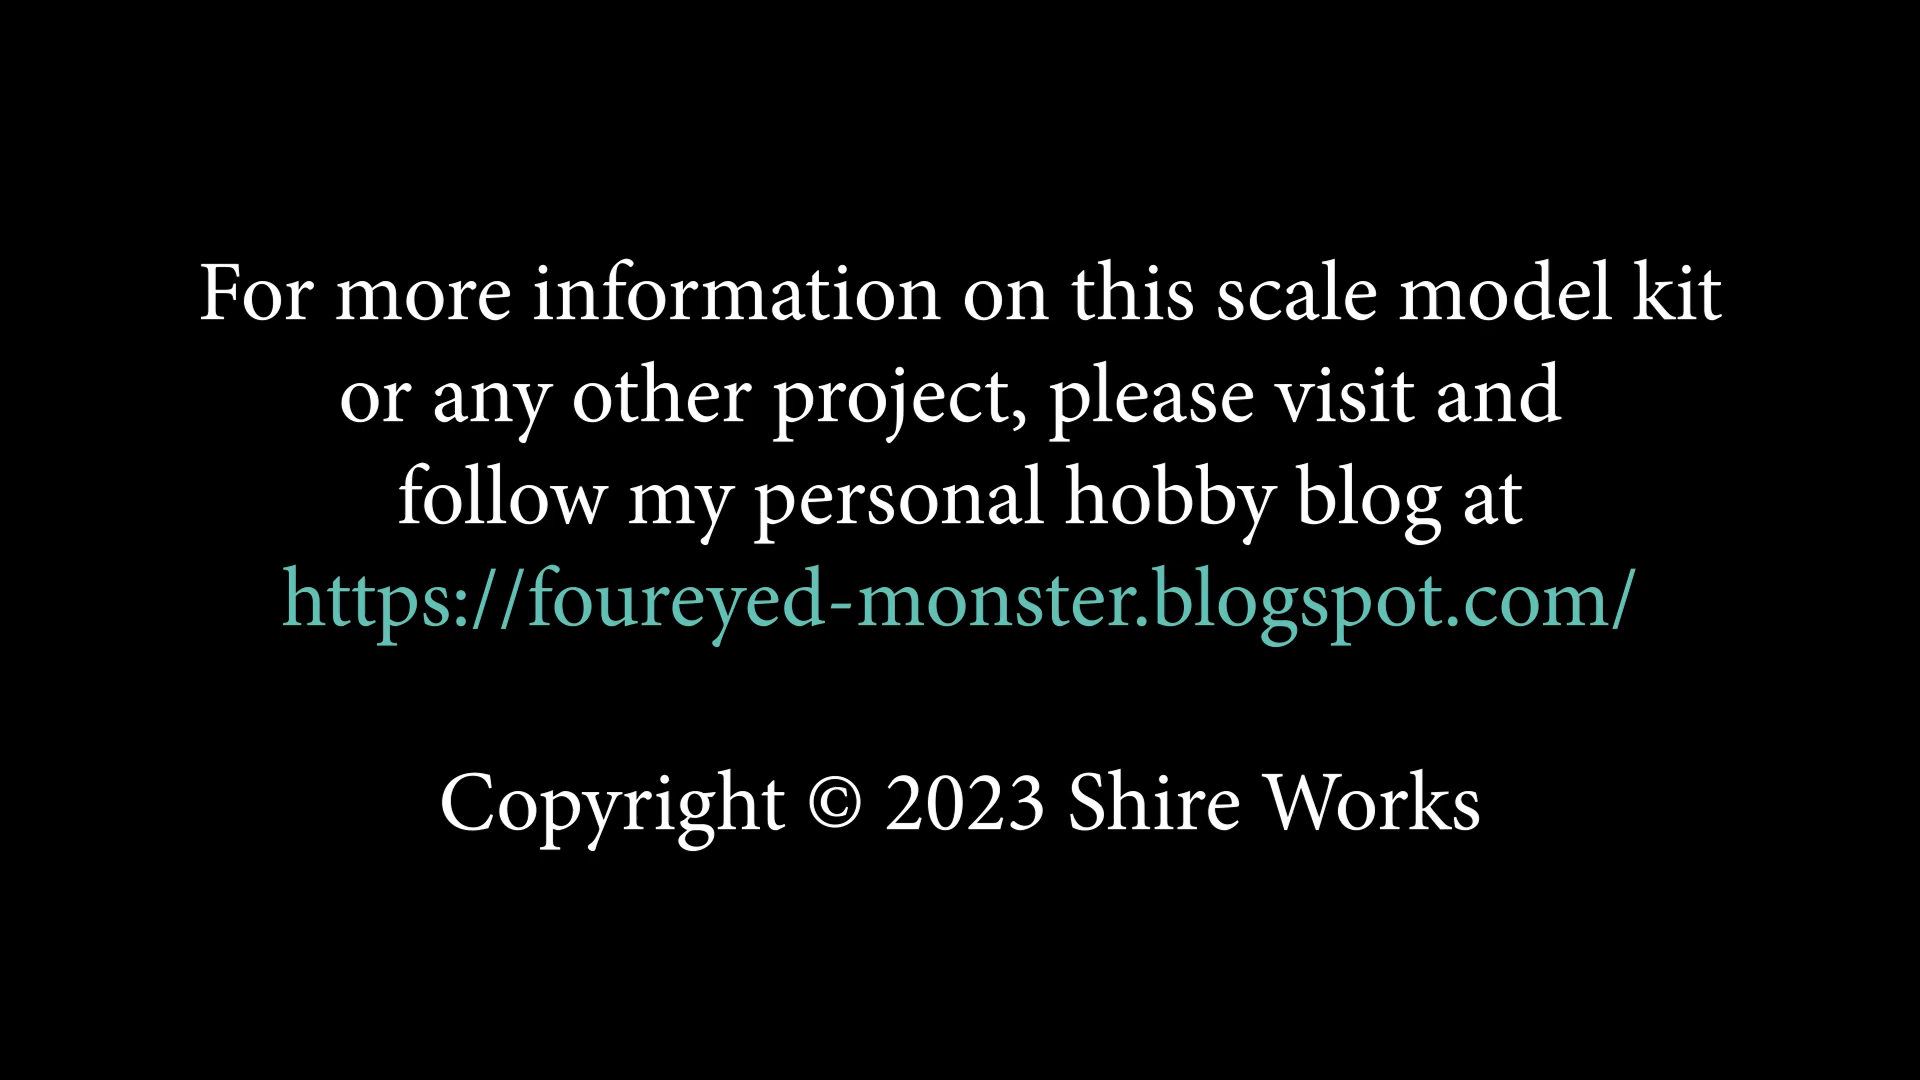 For more information on this scale model kit
or any other project, please visit and
follow my personal hobby blog at
https://foureyed-monster.blogspot.com/
Copyright © 2023 Shire Works